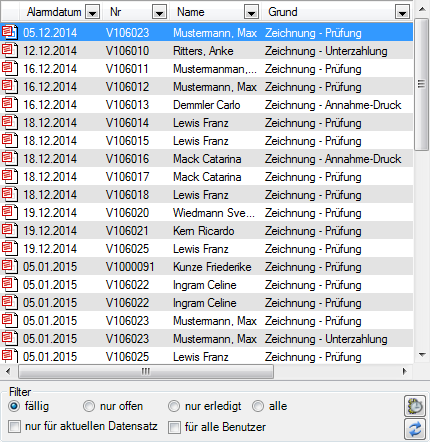 Alarmdatum Nr Name Grund
05.12.2014 V106023 Mustermann, Max Zeichnung - Prüfung
12.12.2014 V106010 Ritters, Anke Zeichnung - Unterzahlung
16.12.2014 V106011 Mustermanman,... Zeichnung - Prüfung
16.12.2014 V106012 Mustermann, Max Zeichnung - Prüfung
16.12.2014 V106013 Demmler Carlo Zeichnung - Annahme-Druck
18.12.2014 V106014 Lewis Franz Zeichnung - Prüfung
18.12.2014 V106015 Lewis Franz Zeichnung - Prüfung
18.12.2014 V106016 Mack Catarina Zeichnung - Annahme-Druck
18.12.2014 V106017 Mack Catarina Zeichnung - Prüfung
18.12.2014 V106018 Lewis Franz Zeichnung - Prüfung
19.12.2014 V106020 Wiedmann Sve... Zeichnung - Prüfung
19.12.2014 V106021 Kern Ricardo Zeichnung - Prüfung
19.12.2014 V106025 Lewis Franz Zeichnung - Prüfung
05.01.2015 V1000091 Kunze Friederike Zeichnung - Prüfung
05.01.2015 V106022 Ingram Celine Zeichnung - Prüfung
05.01.2015 V106022 Ingram Celine Zeichnung - Prüfung
05.01.2015 V106023 Mustermann, Max Zeichnung - Prüfung
05.01.2015 V106023 Mustermann, Max Zeichnung - Unterzahlung
05.01.2015 V106025 Lewis Franz Zeichnung - Prüfung
Filter
fällig nur offen nur erledigt alle
nur für aktuellen Datensatz für alle Benutzer